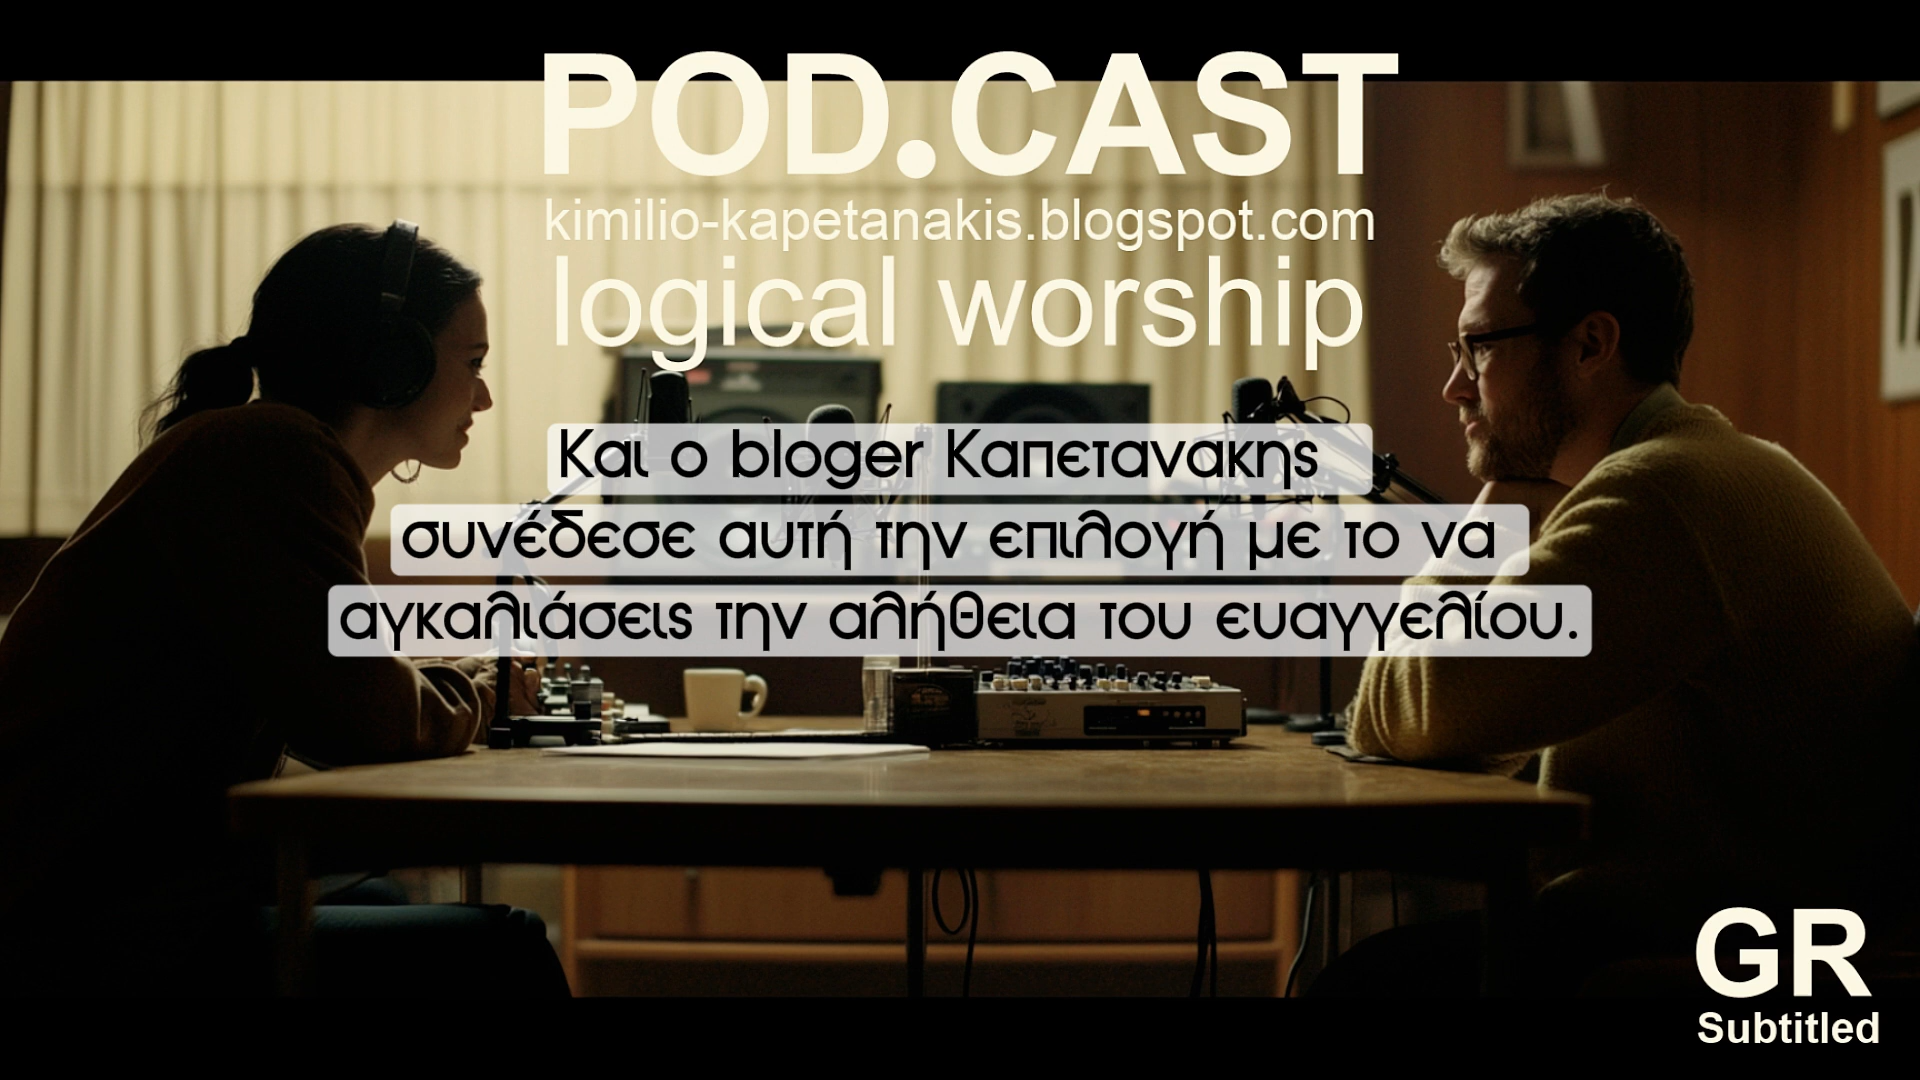 POD.CAST
kimilio-kapetanakis.blogspot.com
logical worship
Και ο bloger Καπετανακης
συνέδεσε αυτή την επιλογή με το να
αγκαλιάσεις την αλήθεια του ευαγγελίου.
GR
Subtitled